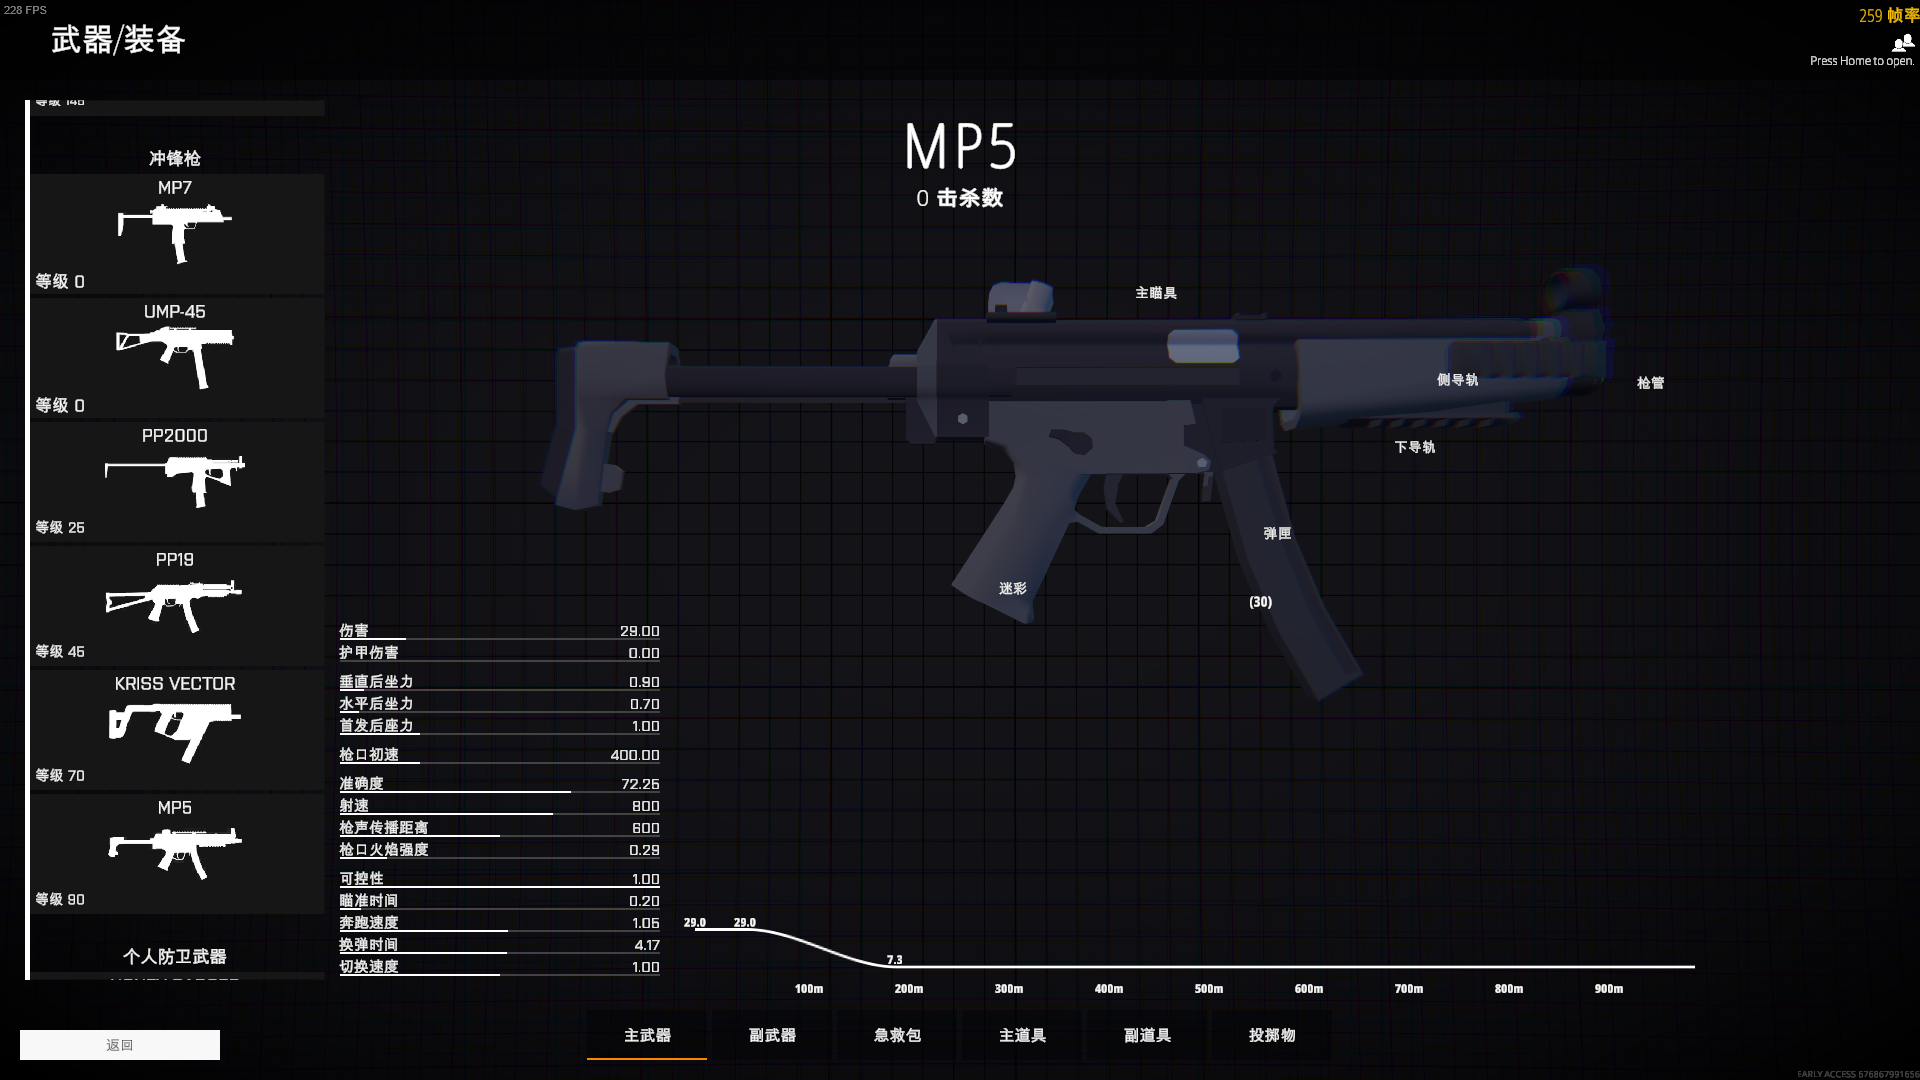 228 FPS
259 帧率
武器/装备
Press Home to open.
等级 148
冲锋枪
MP7
等级 0
UMP-45
等级 0
PP2000
等级 25
PP19
等级 45
KRISS VECTOR
等级 70
MP5
等级 90
个人防卫武器
返回
MP5
0 击杀数
主瞄具
侧导轨
枪管
下导轨
弹匣
(30)
迷彩
伤害 29.00
护甲伤害 0.00
垂直后坐力 0.90
水平后坐力 0.70
首发后座力 1.00
枪口初速 400.00
准确度 72.25
射速 800
枪声传播距离 600
枪口火焰强度 0.29
可控性 1.00
瞄准时间 0.20
奔跑速度 1.05
换弹时间 4.17
切换速度 1.00
29.0 29.0 7.3
100m 200m 300m 400m 500m 600m 700m 800m 900m
主武器 副武器 急救包 主道具 副道具 投掷物
EARLY ACCESS 676867991656